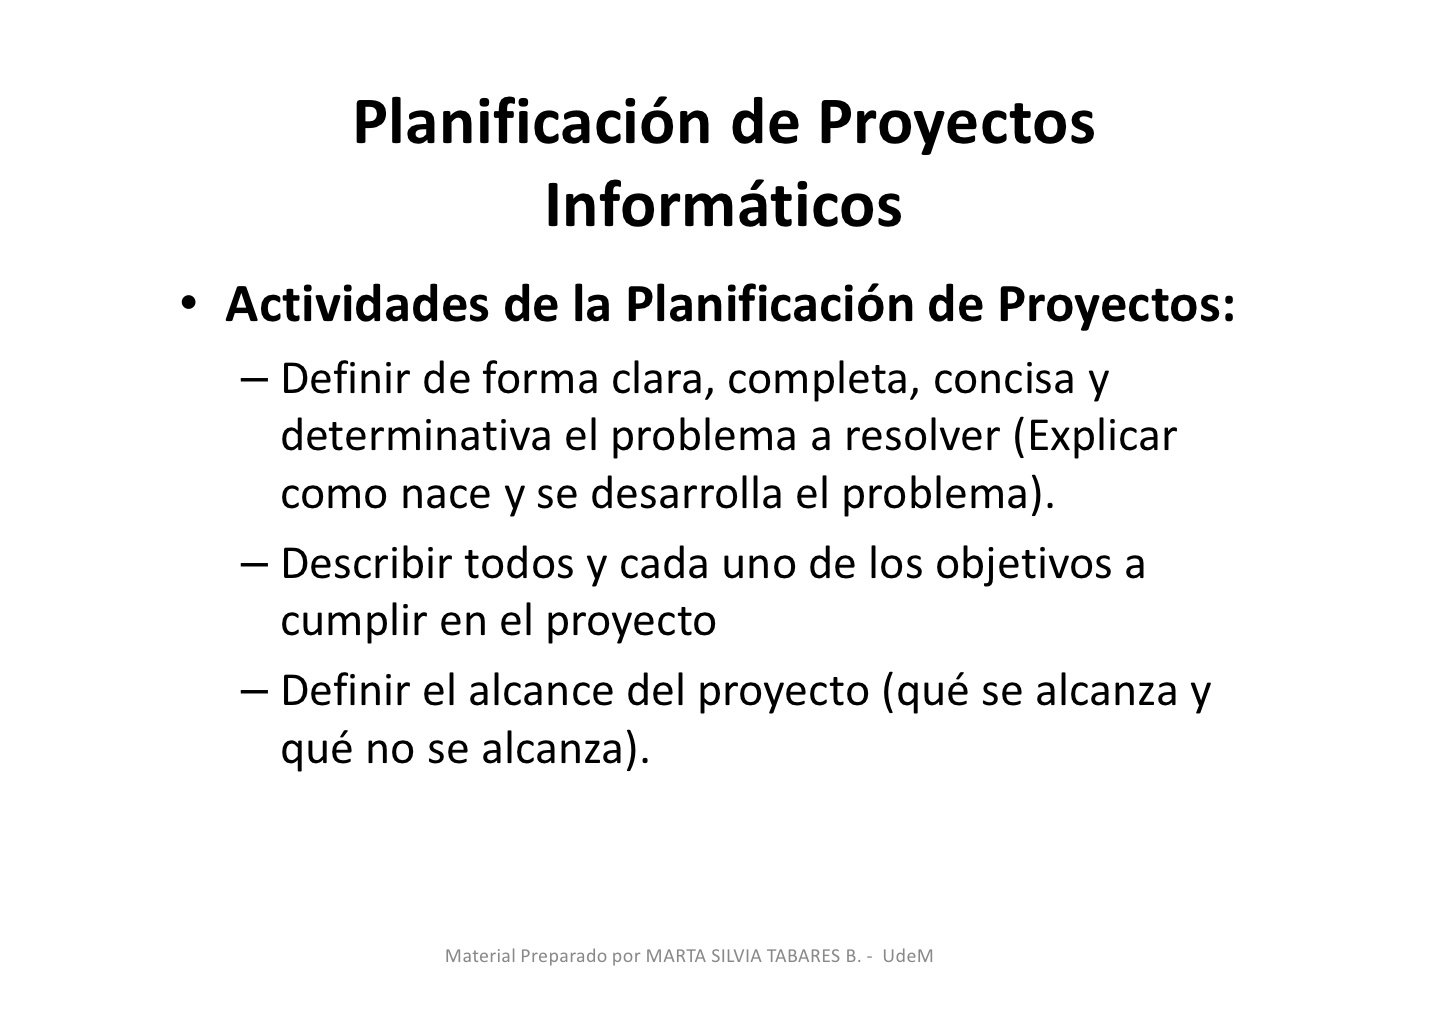 Planificación de Proyectos
Informáticos
• Actividades de la Planificación de Proyectos:
– Definir de forma clara, completa, concisa y
determinativa el problema a resolver (Explicar
como nace y se desarrolla el problema).
– Describir todos y cada uno de los objetivos a
cumplir en el proyecto
– Definir el alcance del proyecto (qué se alcanza y
qué no se alcanza).
Material Preparado por MARTA SILVIA TABARES B. - UdeM